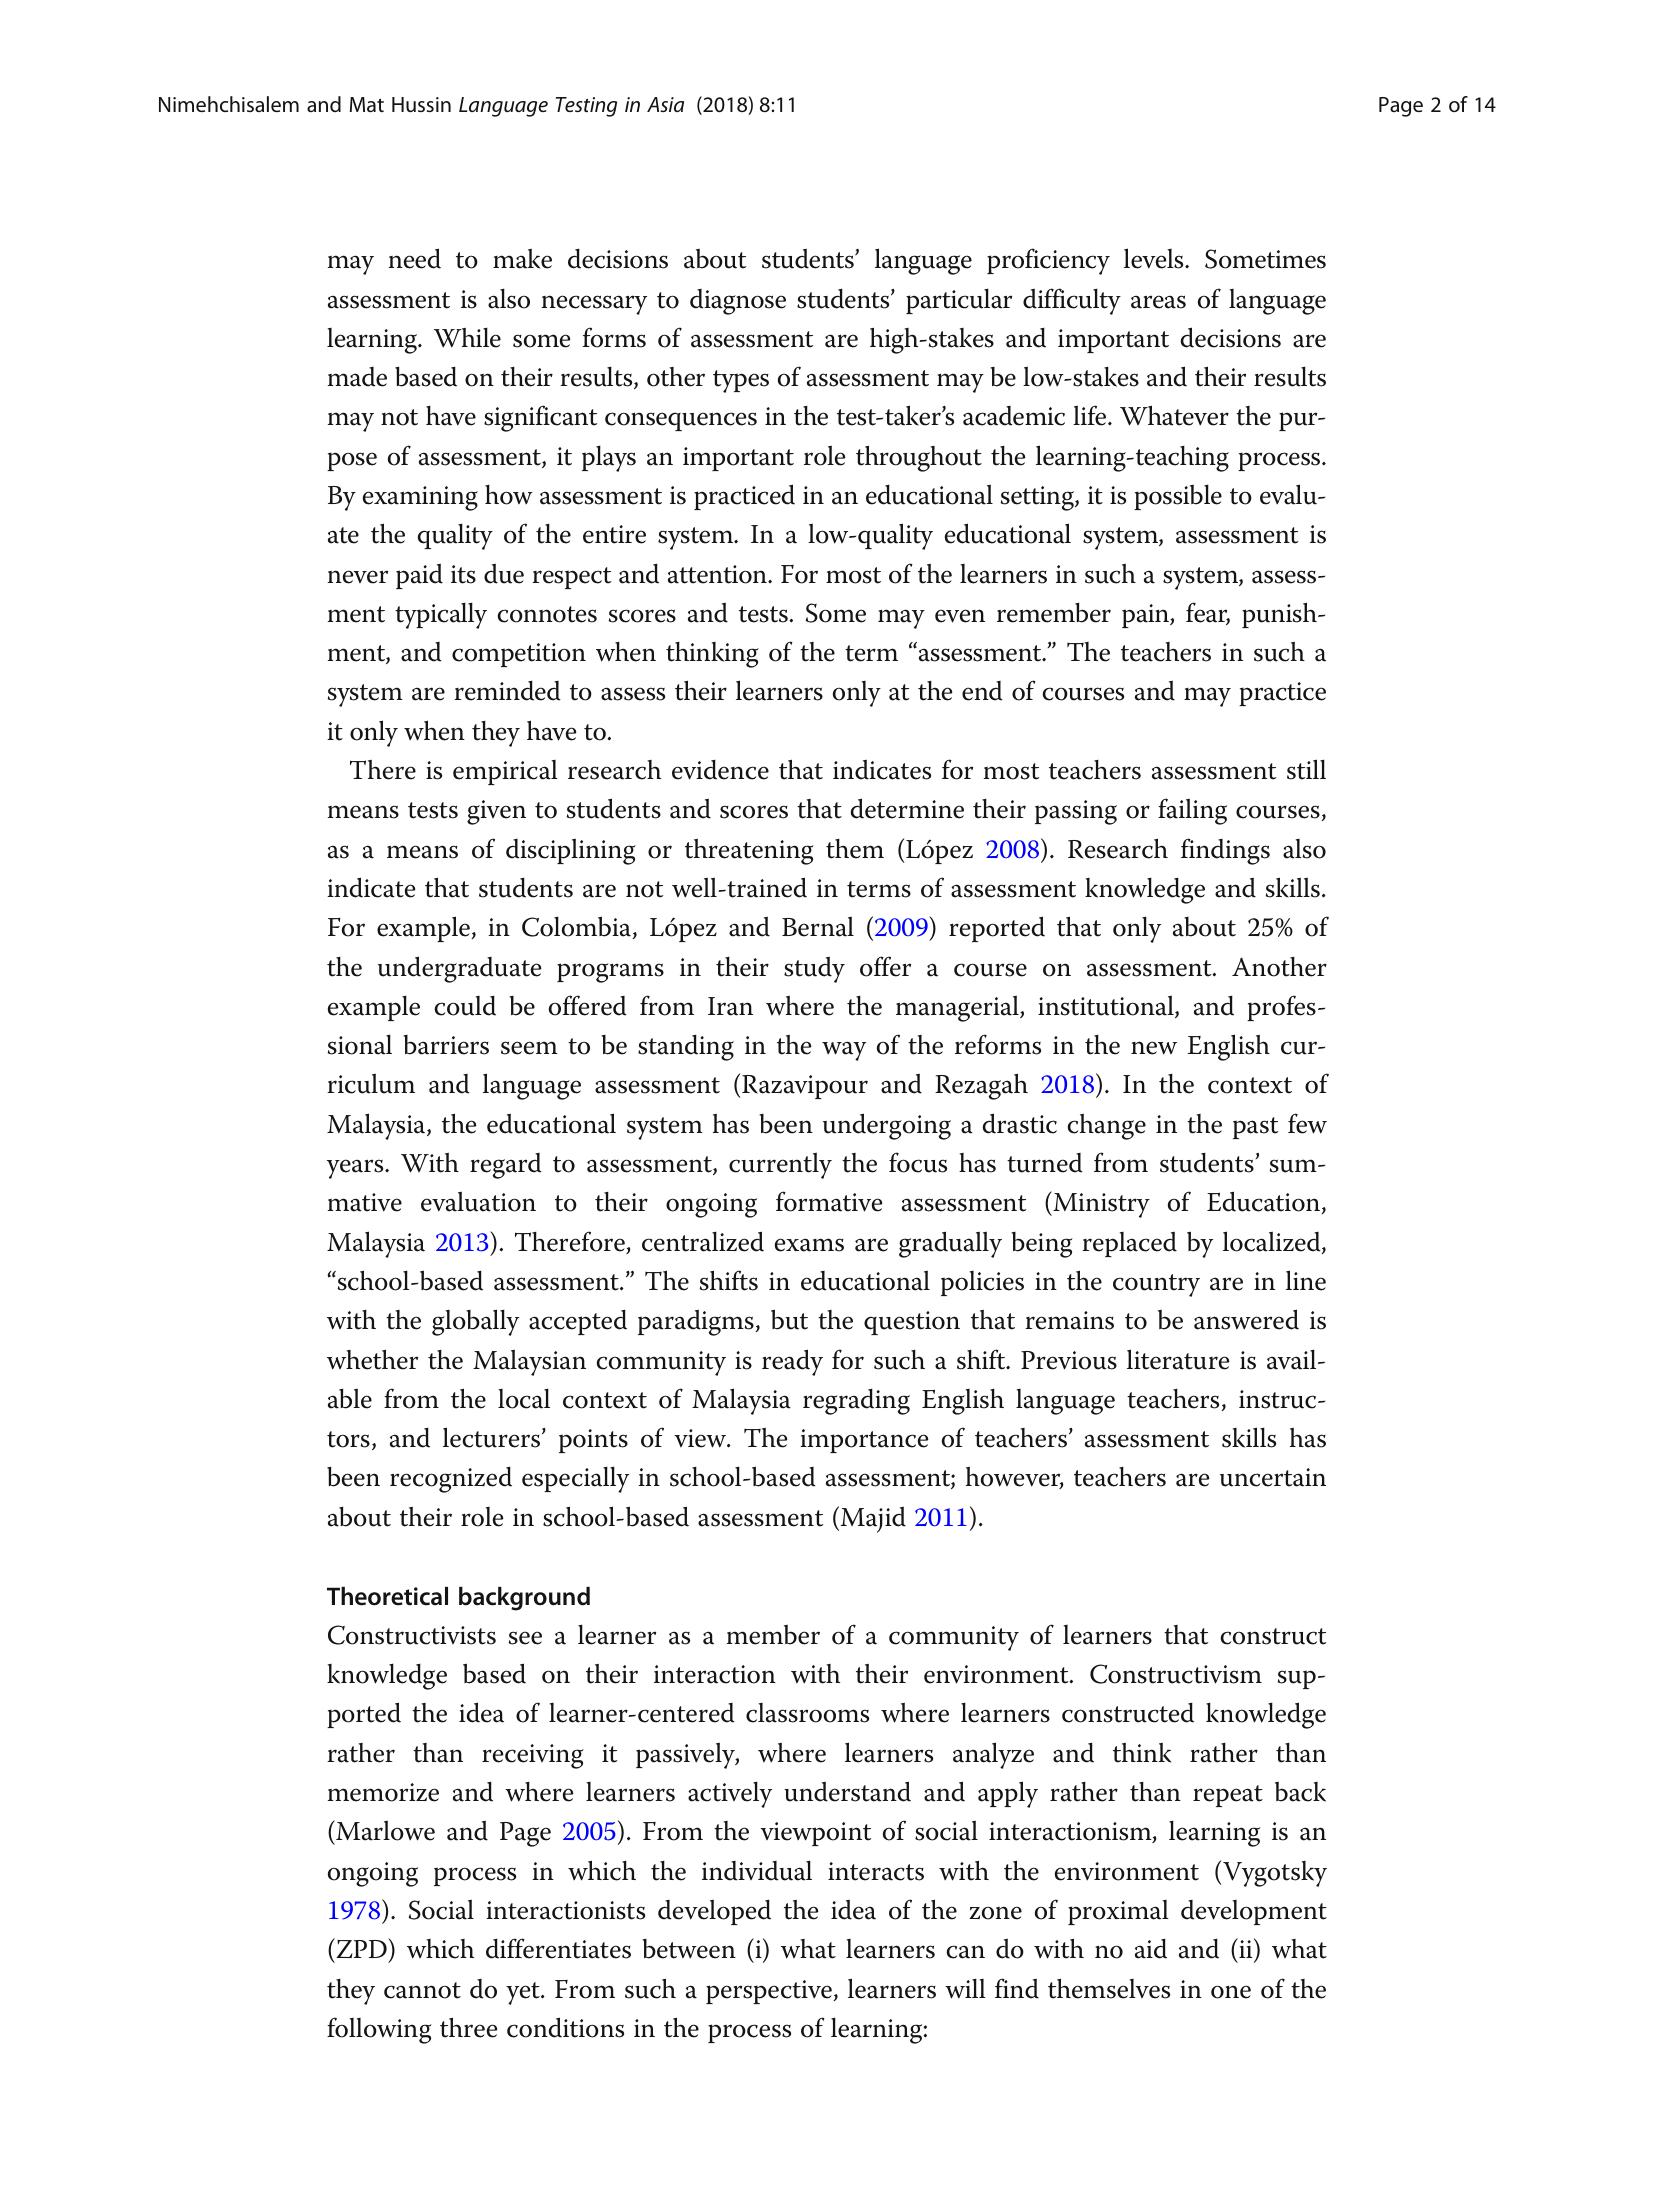 Nimehchisalem and Mat Hussin Language Testing in Asia (2018) 8:11
Page 2 of 14
may need to make decisions about students’ language proficiency levels. Sometimes
assessment is also necessary to diagnose students’ particular difficulty areas of language
learning. While some forms of assessment are high-stakes and important decisions are
made based on their results, other types of assessment may be low-stakes and their results
may not have significant consequences in the test-taker’s academic life. Whatever the pur-
pose of assessment, it plays an important role throughout the learning-teaching process.
By examining how assessment is practiced in an educational setting, it is possible to evalu-
ate the quality of the entire system. In a low-quality educational system, assessment is
never paid its due respect and attention. For most of the learners in such a system, assess-
ment typically connotes scores and tests. Some may even remember pain, fear, punish-
ment, and competition when thinking of the term “assessment.” The teachers in such a
system are reminded to assess their learners only at the end of courses and may practice
it only when they have to.
There is empirical research evidence that indicates for most teachers assessment still
means tests given to students and scores that determine their passing or failing courses,
as a means of disciplining or threatening them (López 2008). Research findings also
indicate that students are not well-trained in terms of assessment knowledge and skills.
For example, in Colombia, López and Bernal (2009) reported that only about 25% of
the undergraduate programs in their study offer a course on assessment. Another
example could be offered from Iran where the managerial, institutional, and profes-
sional barriers seem to be standing in the way of the reforms in the new English cur-
riculum and language assessment (Razavipour and Rezagah 2018). In the context of
Malaysia, the educational system has been undergoing a drastic change in the past few
years. With regard to assessment, currently the focus has turned from students’ sum-
mative evaluation to their ongoing formative assessment (Ministry of Education,
Malaysia 2013). Therefore, centralized exams are gradually being replaced by localized,
“school-based assessment.” The shifts in educational policies in the country are in line
with the globally accepted paradigms, but the question that remains to be answered is
whether the Malaysian community is ready for such a shift. Previous literature is avail-
able from the local context of Malaysia regrading English language teachers, instruc-
tors, and lecturers’ points of view. The importance of teachers’ assessment skills has
been recognized especially in school-based assessment; however, teachers are uncertain
about their role in school-based assessment (Majid 2011).
Theoretical background
Constructivists see a learner as a member of a community of learners that construct
knowledge based on their interaction with their environment. Constructivism sup-
ported the idea of learner-centered classrooms where learners constructed knowledge
rather than receiving it passively, where learners analyze and think rather than
memorize and where learners actively understand and apply rather than repeat back
(Marlowe and Page 2005). From the viewpoint of social interactionism, learning is an
ongoing process in which the individual interacts with the environment (Vygotsky
1978). Social interactionists developed the idea of the zone of proximal development
(ZPD) which differentiates between (i) what learners can do with no aid and (ii) what
they cannot do yet. From such a perspective, learners will find themselves in one of the
following three conditions in the process of learning: